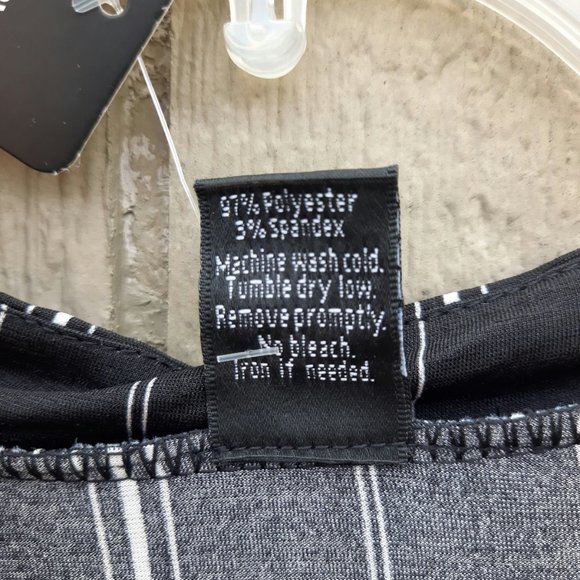 97% Polyester
3% Spandex
Machine wash cold.
Tumble dry low.
Remove promptly.
No bleach.
Iron if needed.